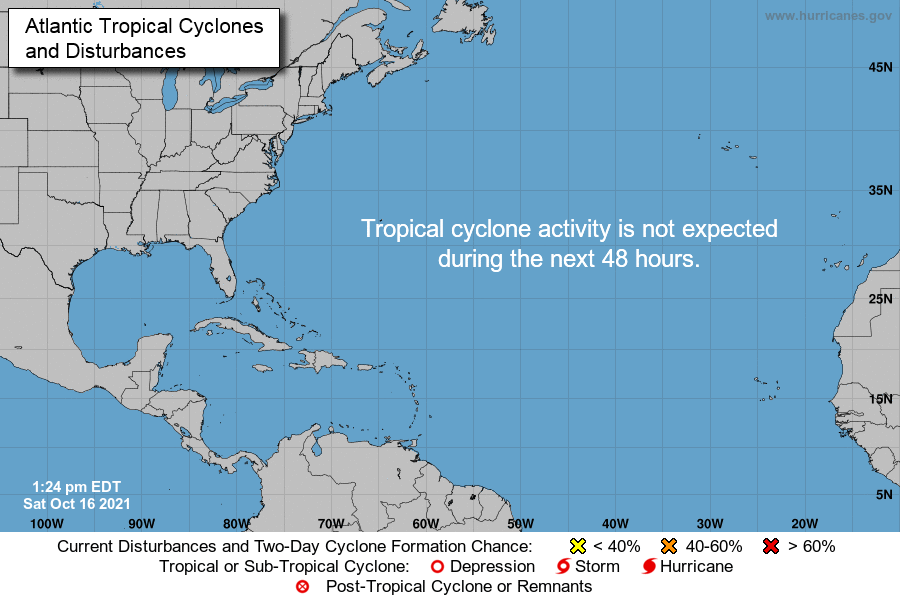 Atlantic Tropical Cyclones
and Disturbances
www.hurricanes.gov
45N
35N
Tropical cyclone activity is not expected
during the next 48 hours.
25N
15N
1:24 pm EDT
Sat Oct 16 2021
5N
100W 90W 80W 70W 60W 50W 40W 30W 20W
Current Disturbances and Two-Day Cyclone Formation Chance: < 40% 40-60% > 60%
Tropical or Sub-Tropical Cyclone: Depression Storm Hurricane
Post-Tropical Cyclone or Remnants